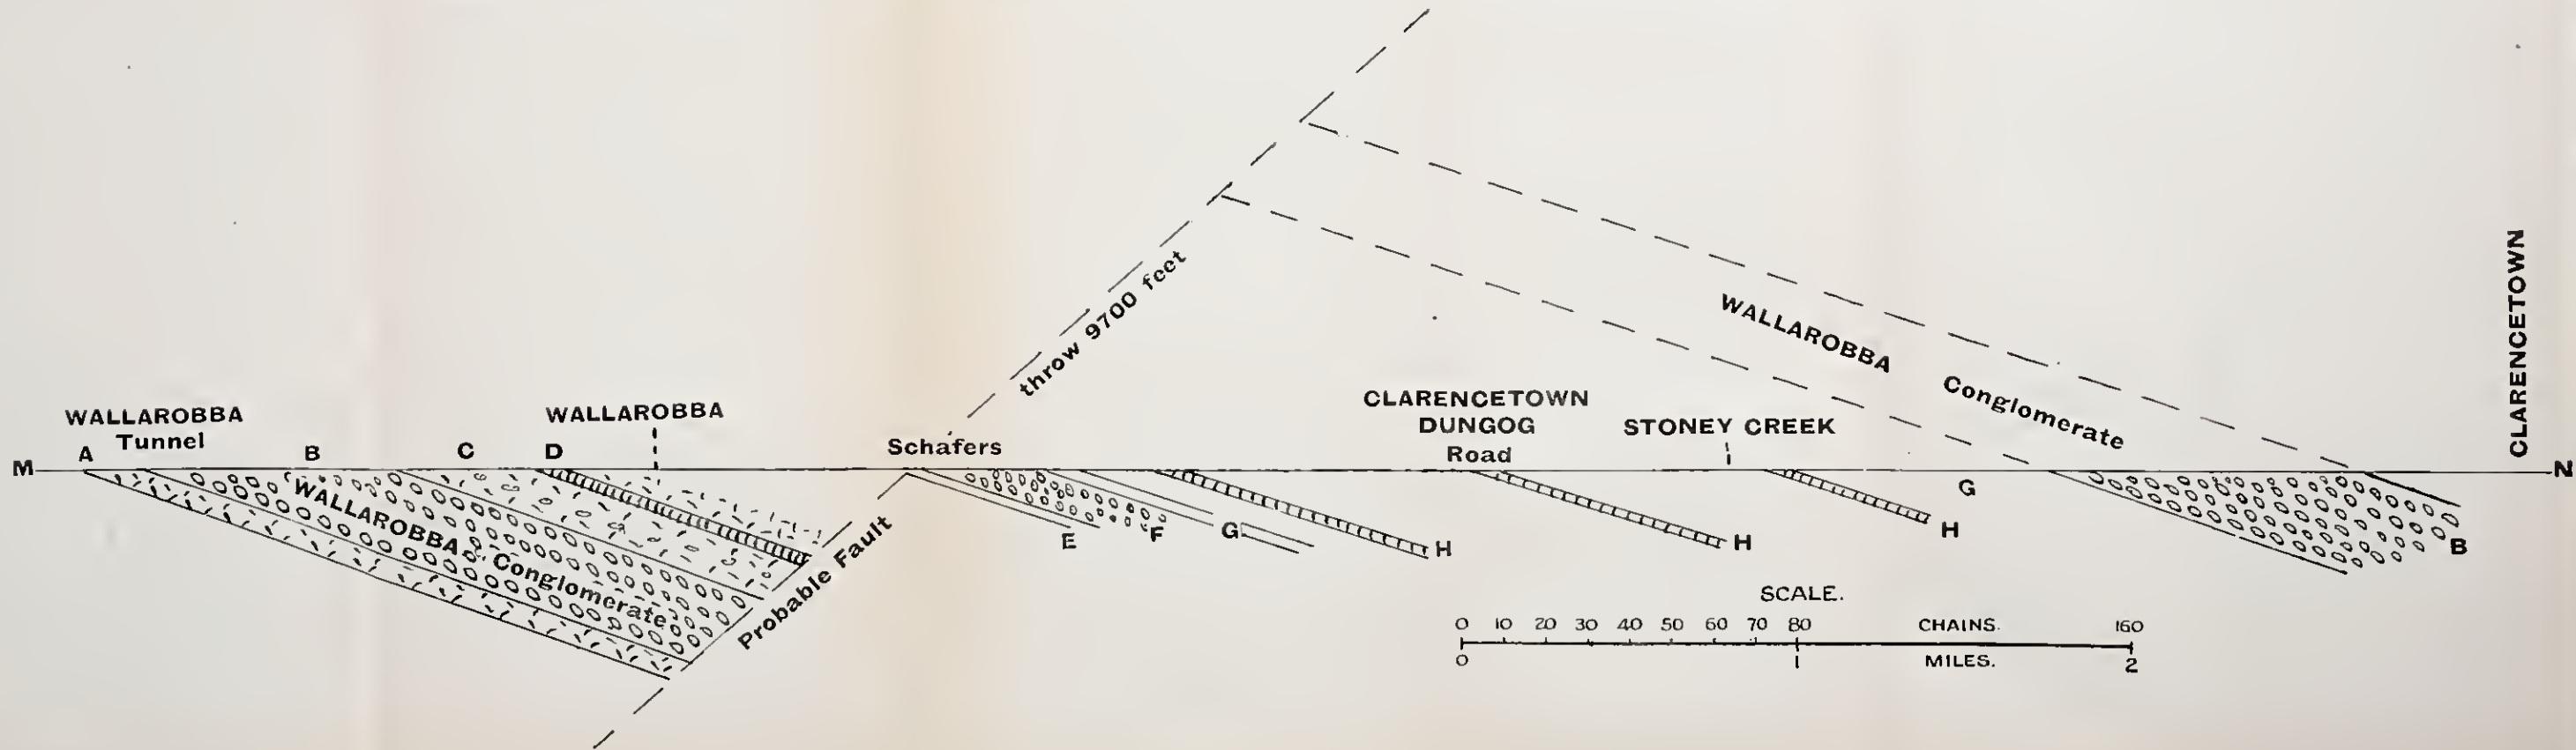 throw 9700 feet
WALLAROBBA
Conglomerate
CLARENCETOWN
WALLAROBBA
Tunnel
WALLAROBBA
Schafers
CLARENCETOWN
DUNGOG
Road
STONEY CREEK
M
A
B
C
D
N
WALLAROBBA
Conglomerate
Probable Fault
E
F
G
H
H
H
G
B
SCALE.
0 10 20 30 40 50 60 70 80 CHAINS. 160
0 1 MILES. 2